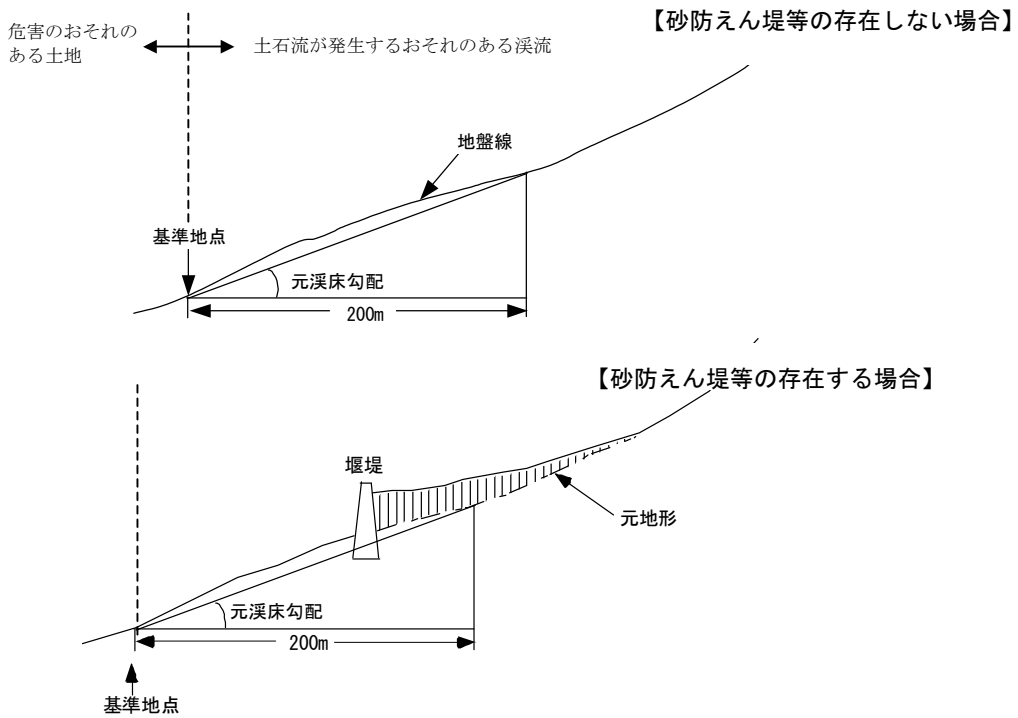 【砂防えん堤等の存在しない場合】
危害のおそれの
ある土地
土石流が発生するおそれのある渓流
地盤線
基準地点
元渓床勾配
200m
【砂防えん堤等の存在する場合】
堰堤
元地形
元渓床勾配
200m
基準地点